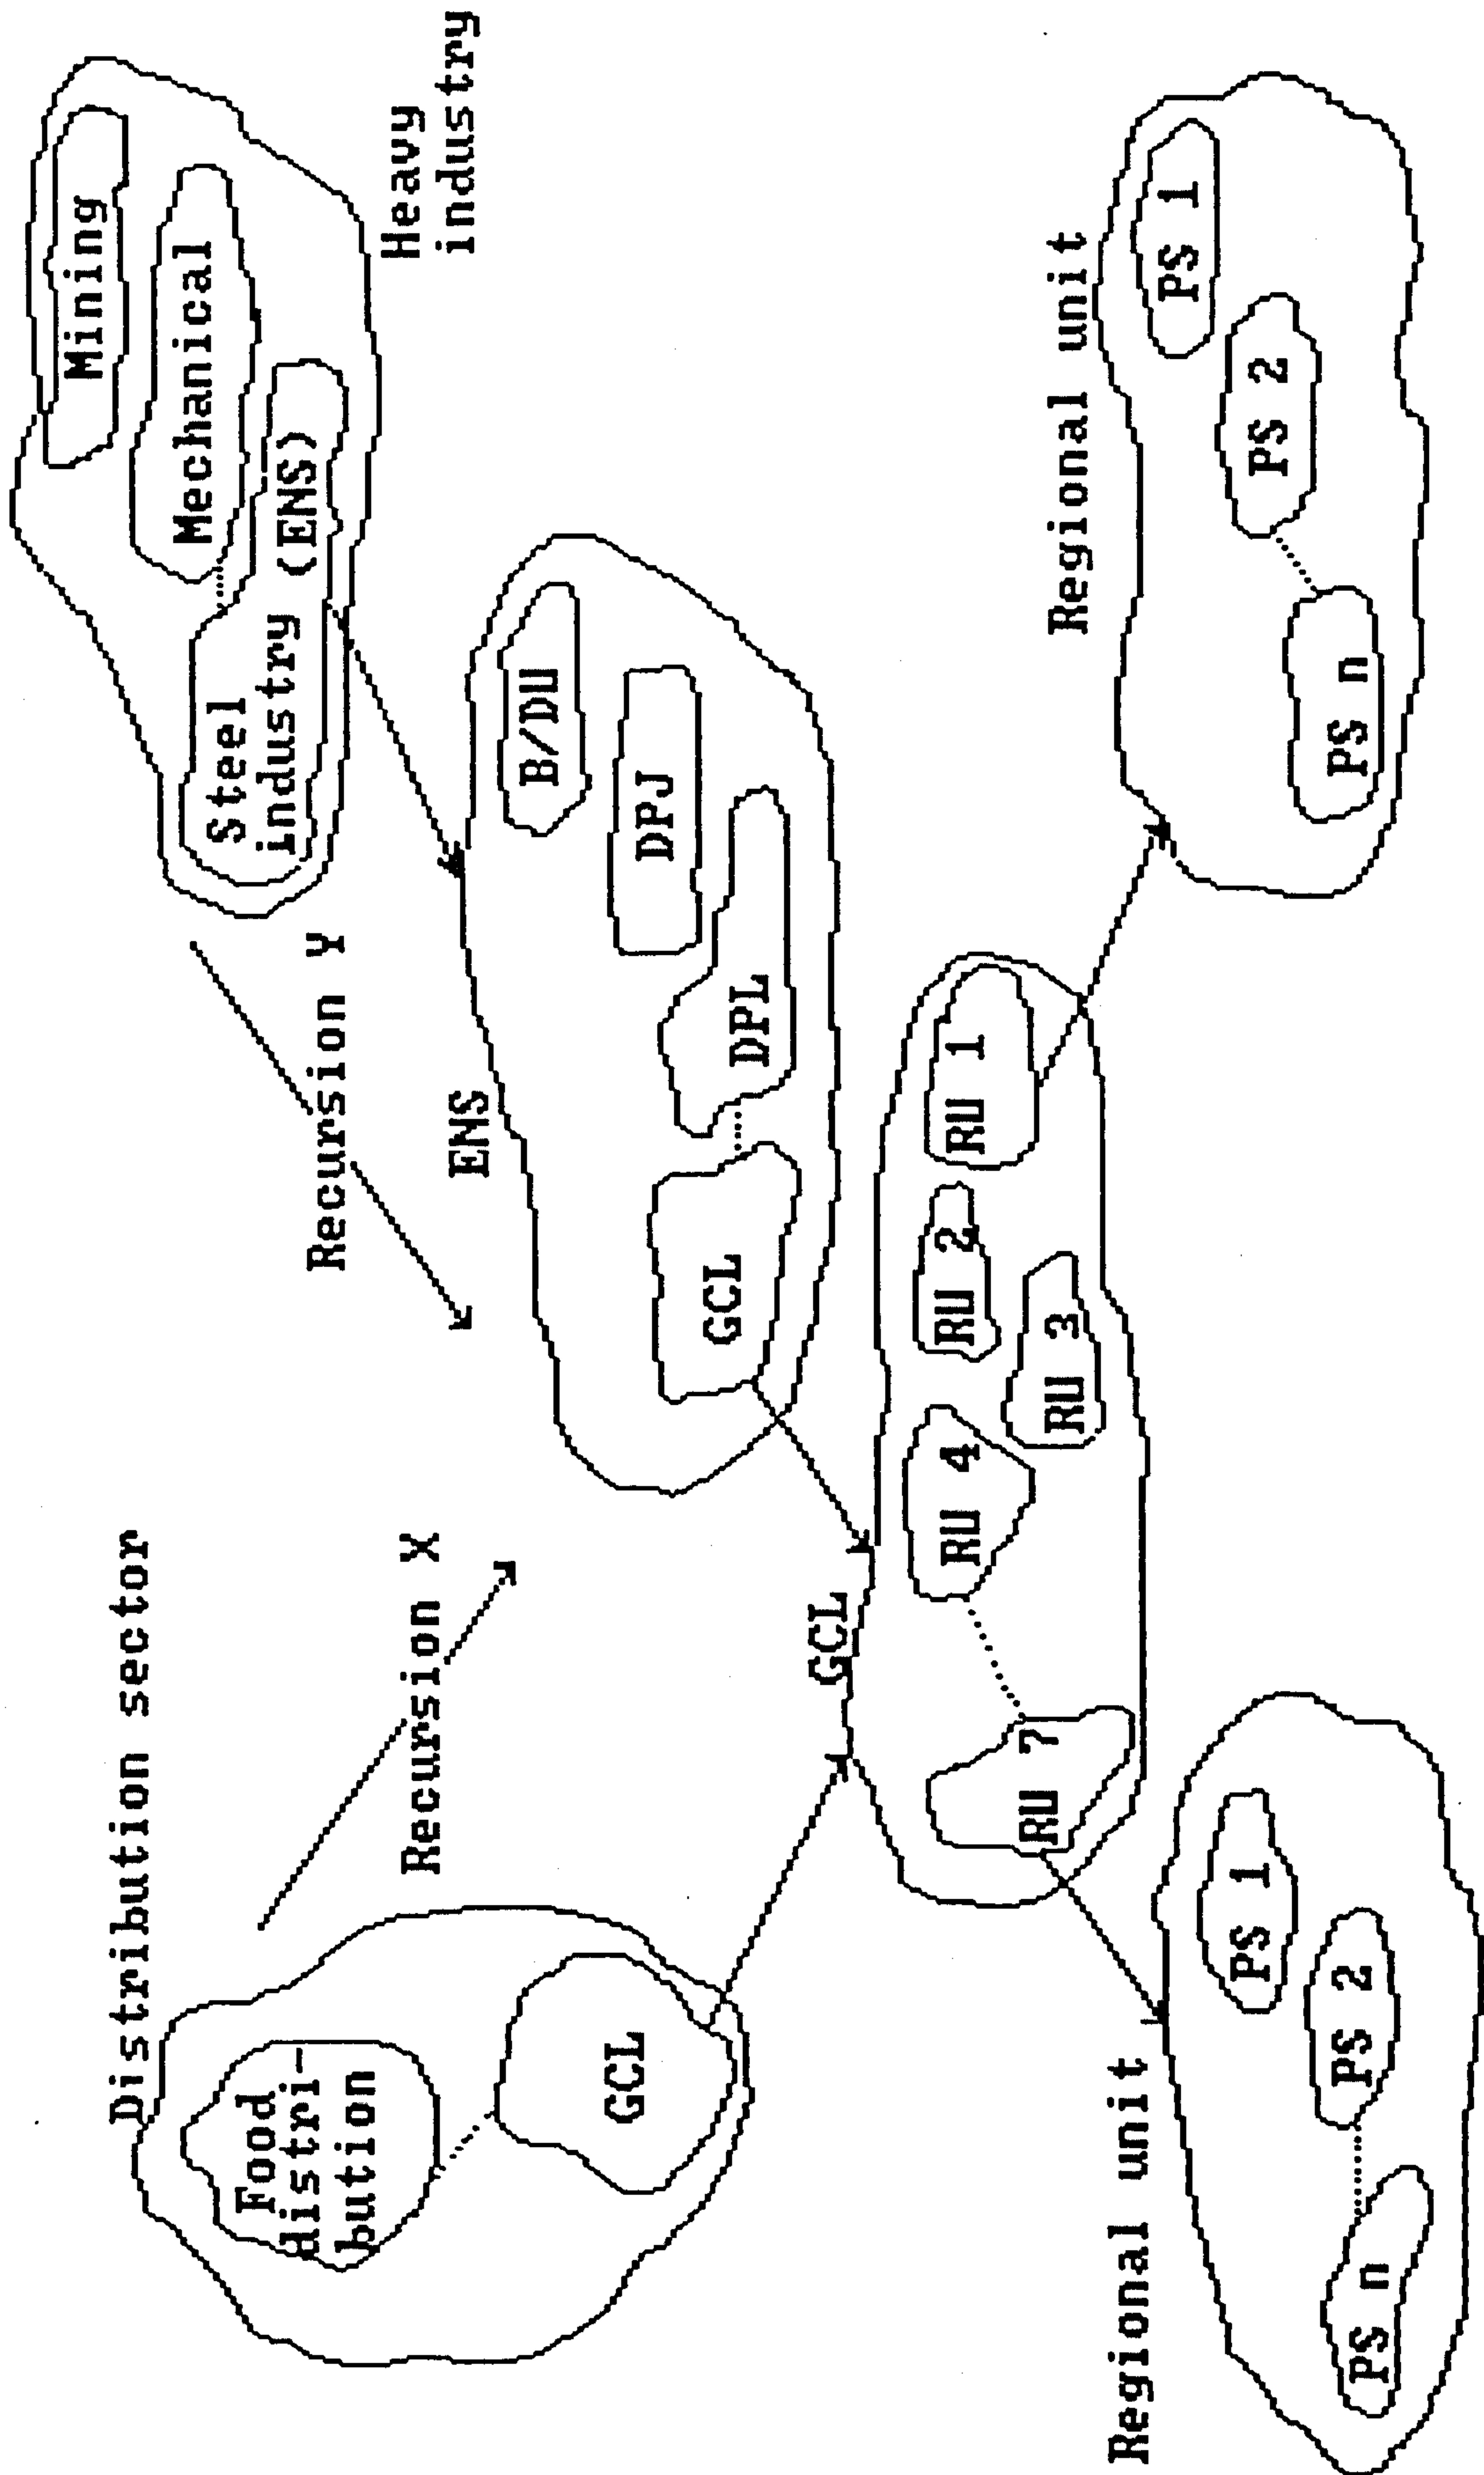 Distribution sector
Food
distri-
bution
GCL
Recursion X
Recursion Y
Mining
Mechanical
Steel
industry (ENS)
Heavy
industry
ENS
B/DU
DPJ
DPL
GCL
GCL
RU 1
RU 2
RU 3
RU 4
RU 7
Regional unit
PS 1
PS 2
PS n
Regional unit
PS 1
PS 2
PS n